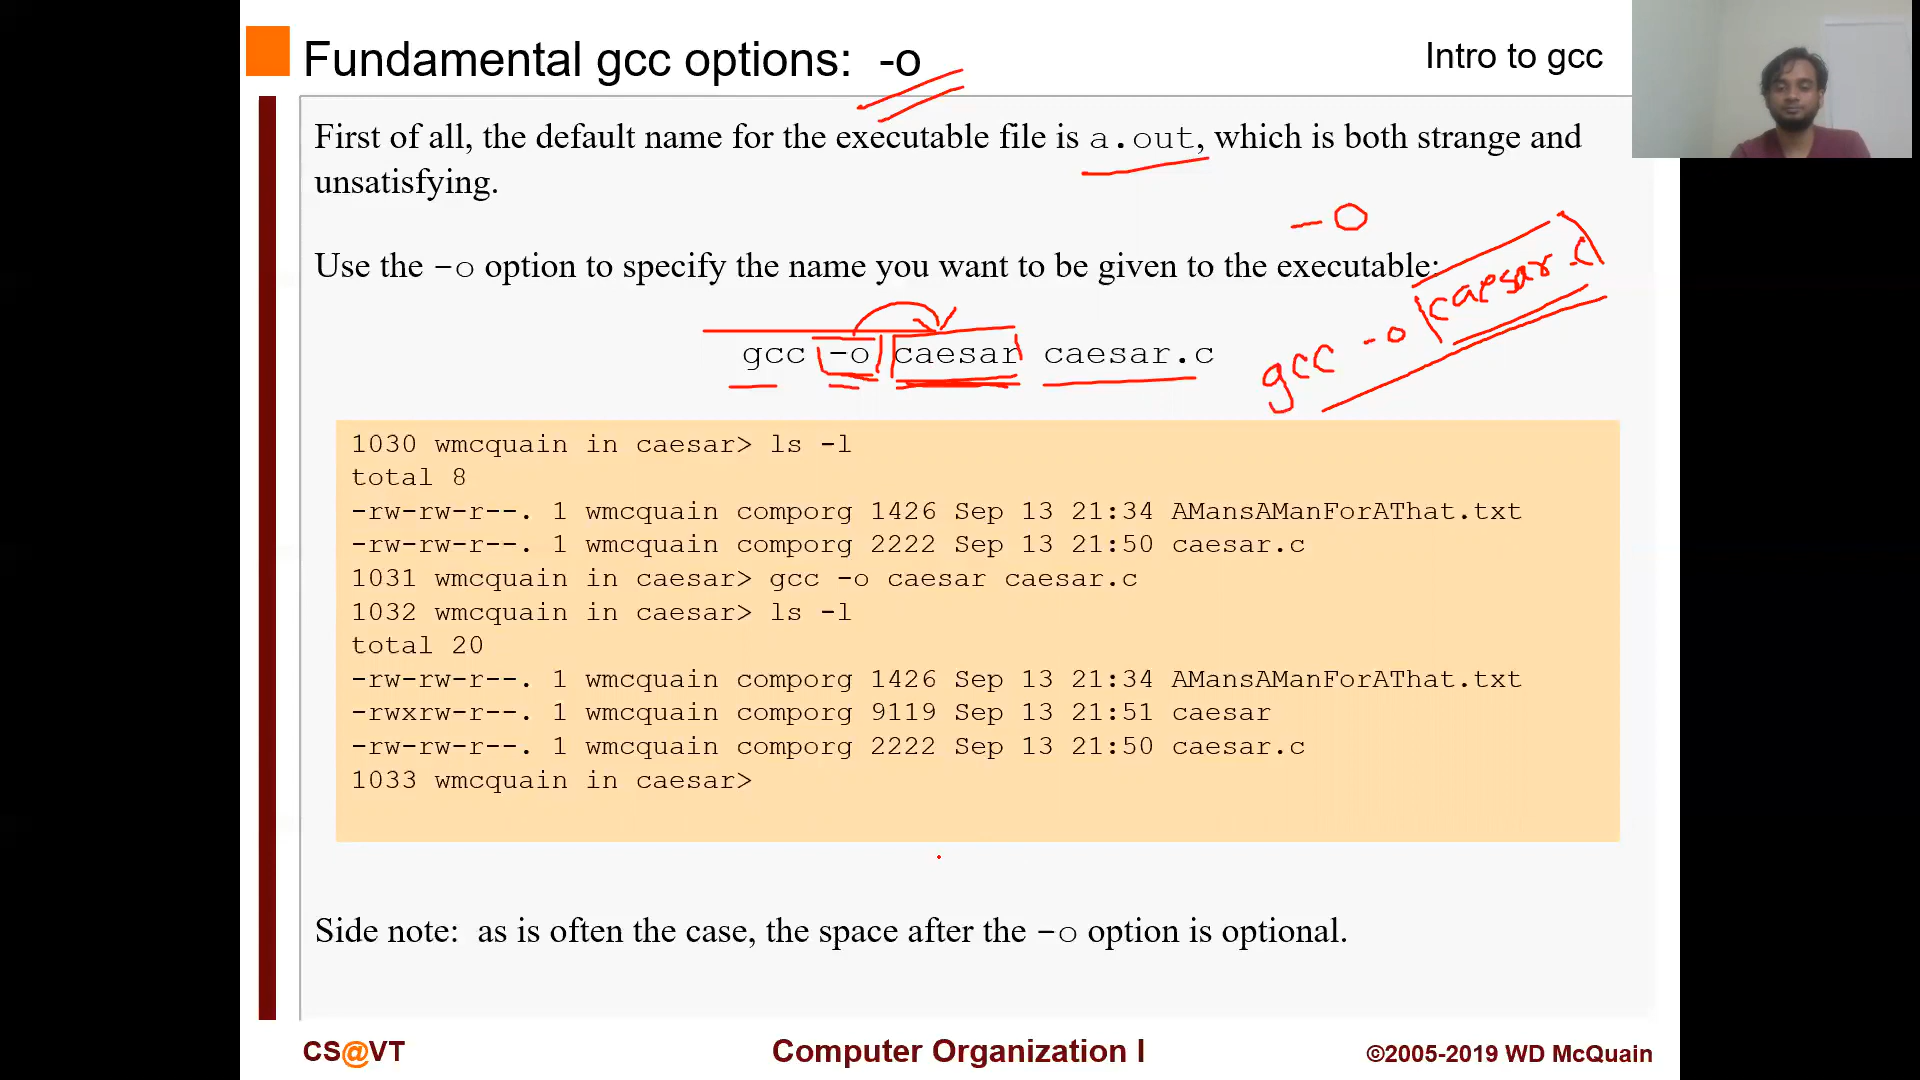 Fundamental gcc options: -o
Intro to gcc
First of all, the default name for the executable file is a.out, which is both strange and
unsatisfying.
-o
Use the -o option to specify the name you want to be given to the executable:
gcc -o caesar caesar.c
gcc -o caesar.c
1030 wmcquain in caesar> ls -l
total 8
-rw-rw-r--. 1 wmcquain comporg 1426 Sep 13 21:34 AMansAManForAThat.txt
-rw-rw-r--. 1 wmcquain comporg 2222 Sep 13 21:50 caesar.c
1031 wmcquain in caesar> gcc -o caesar caesar.c
1032 wmcquain in caesar> ls -l
total 20
-rw-rw-r--. 1 wmcquain comporg 1426 Sep 13 21:34 AMansAManForAThat.txt
-rwxrw-r--. 1 wmcquain comporg 9119 Sep 13 21:51 caesar
-rw-rw-r--. 1 wmcquain comporg 2222 Sep 13 21:50 caesar.c
1033 wmcquain in caesar>
Side note: as is often the case, the space after the -o option is optional.
CS@VT
Computer Organization I
©2005-2019 WD McQuain